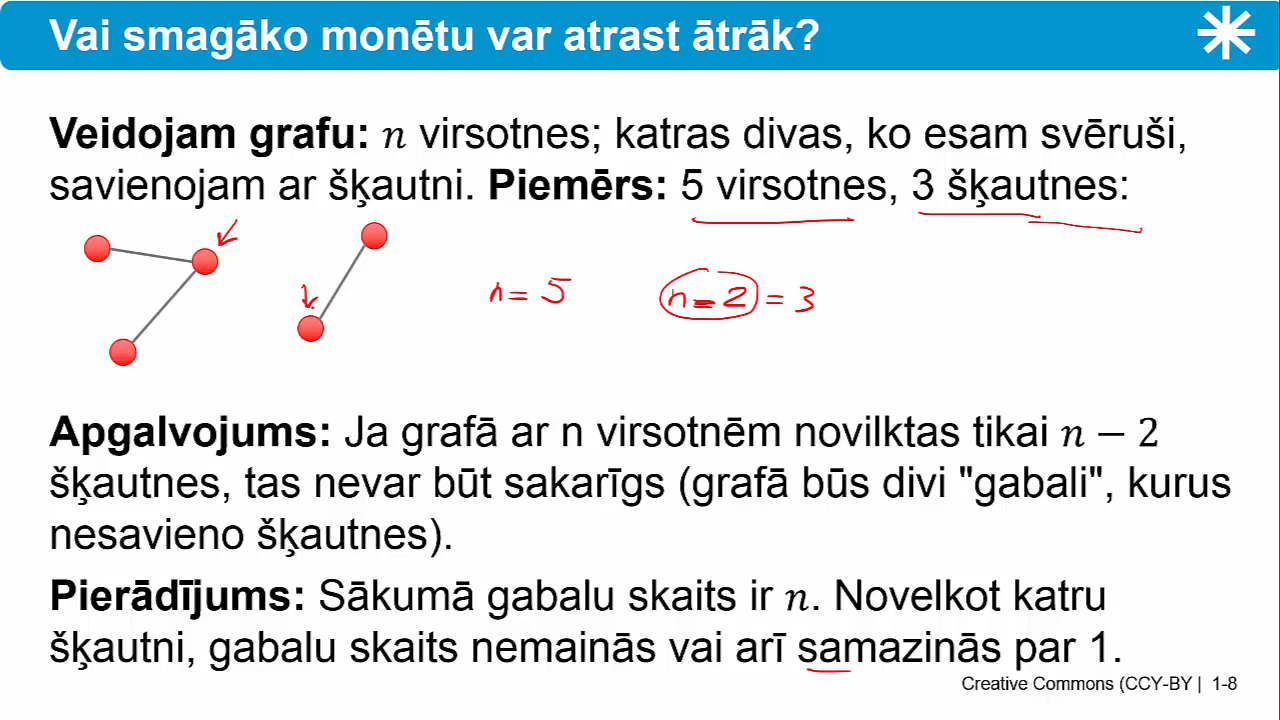 Vai smagāko monētu var atrast ātrāk?
Veidojam grafu: n virsotnes; katras divas, ko esam svēruši,
savienojam ar šķautni. Piemērs: 5 virsotnes, 3 šķautnes:
n = 5
n - 2 = 3
Apgalvojums: Ja grafā ar n virsotnēm novilktas tikai n − 2
šķautnes, tas nevar būt sakarīgs (grafā būs divi "gabali", kurus
nesavieno šķautnes).
Pierādījums: Sākumā gabalu skaits ir n. Novelkot katru
šķautni, gabalu skaits nemainās vai arī samazinās par 1.
Creative Commons (CCY-BY | 1-8